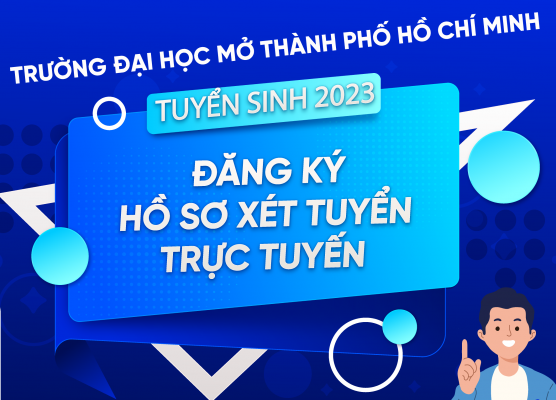 TRƯỜNG ĐẠI HỌC MỞ THÀNH PHỐ HỒ CHÍ MINH
TUYỂN SINH 2023
ĐĂNG KÝ
HỒ SƠ XÉT TUYỂN
TRỰC TUYẾN